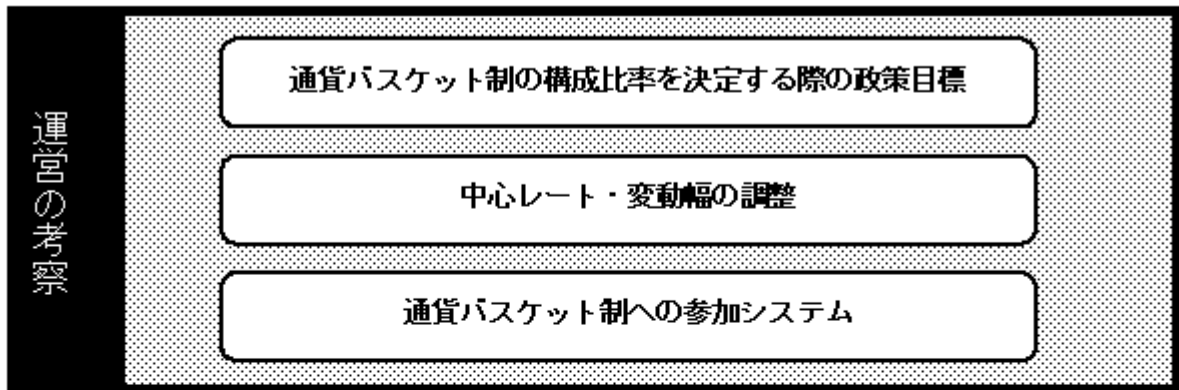 運営の考察
通貨バスケット制の構成比率を決定する際の政策目標
中心レート・変動幅の調整
通貨バスケット制への参加システム